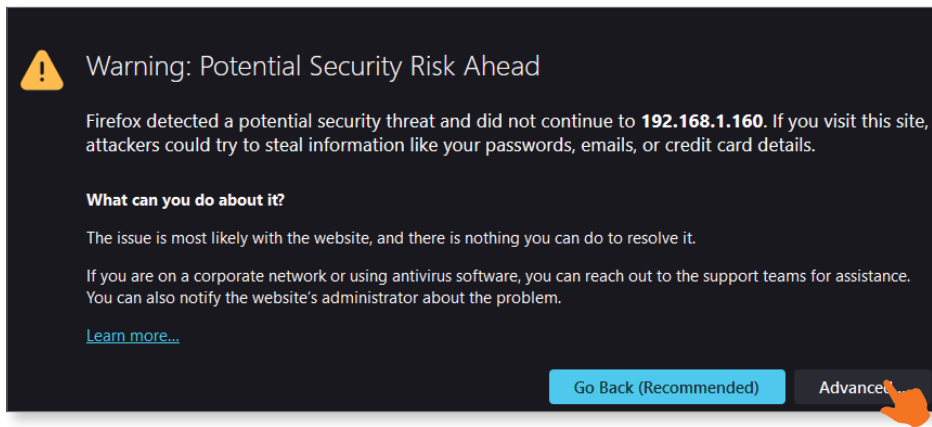 Warning: Potential Security Risk Ahead
Firefox detected a potential security threat and did not continue to 192.168.1.160. If you visit this site,
attackers could try to steal information like your passwords, emails, or credit card details.
What can you do about it?
The issue is most likely with the website, and there is nothing you can do to resolve it.
If you are on a corporate network or using antivirus software, you can reach out to the support teams for assistance.
You can also notify the website’s administrator about the problem.
Learn more...
Go Back (Recommended)
Advanced...